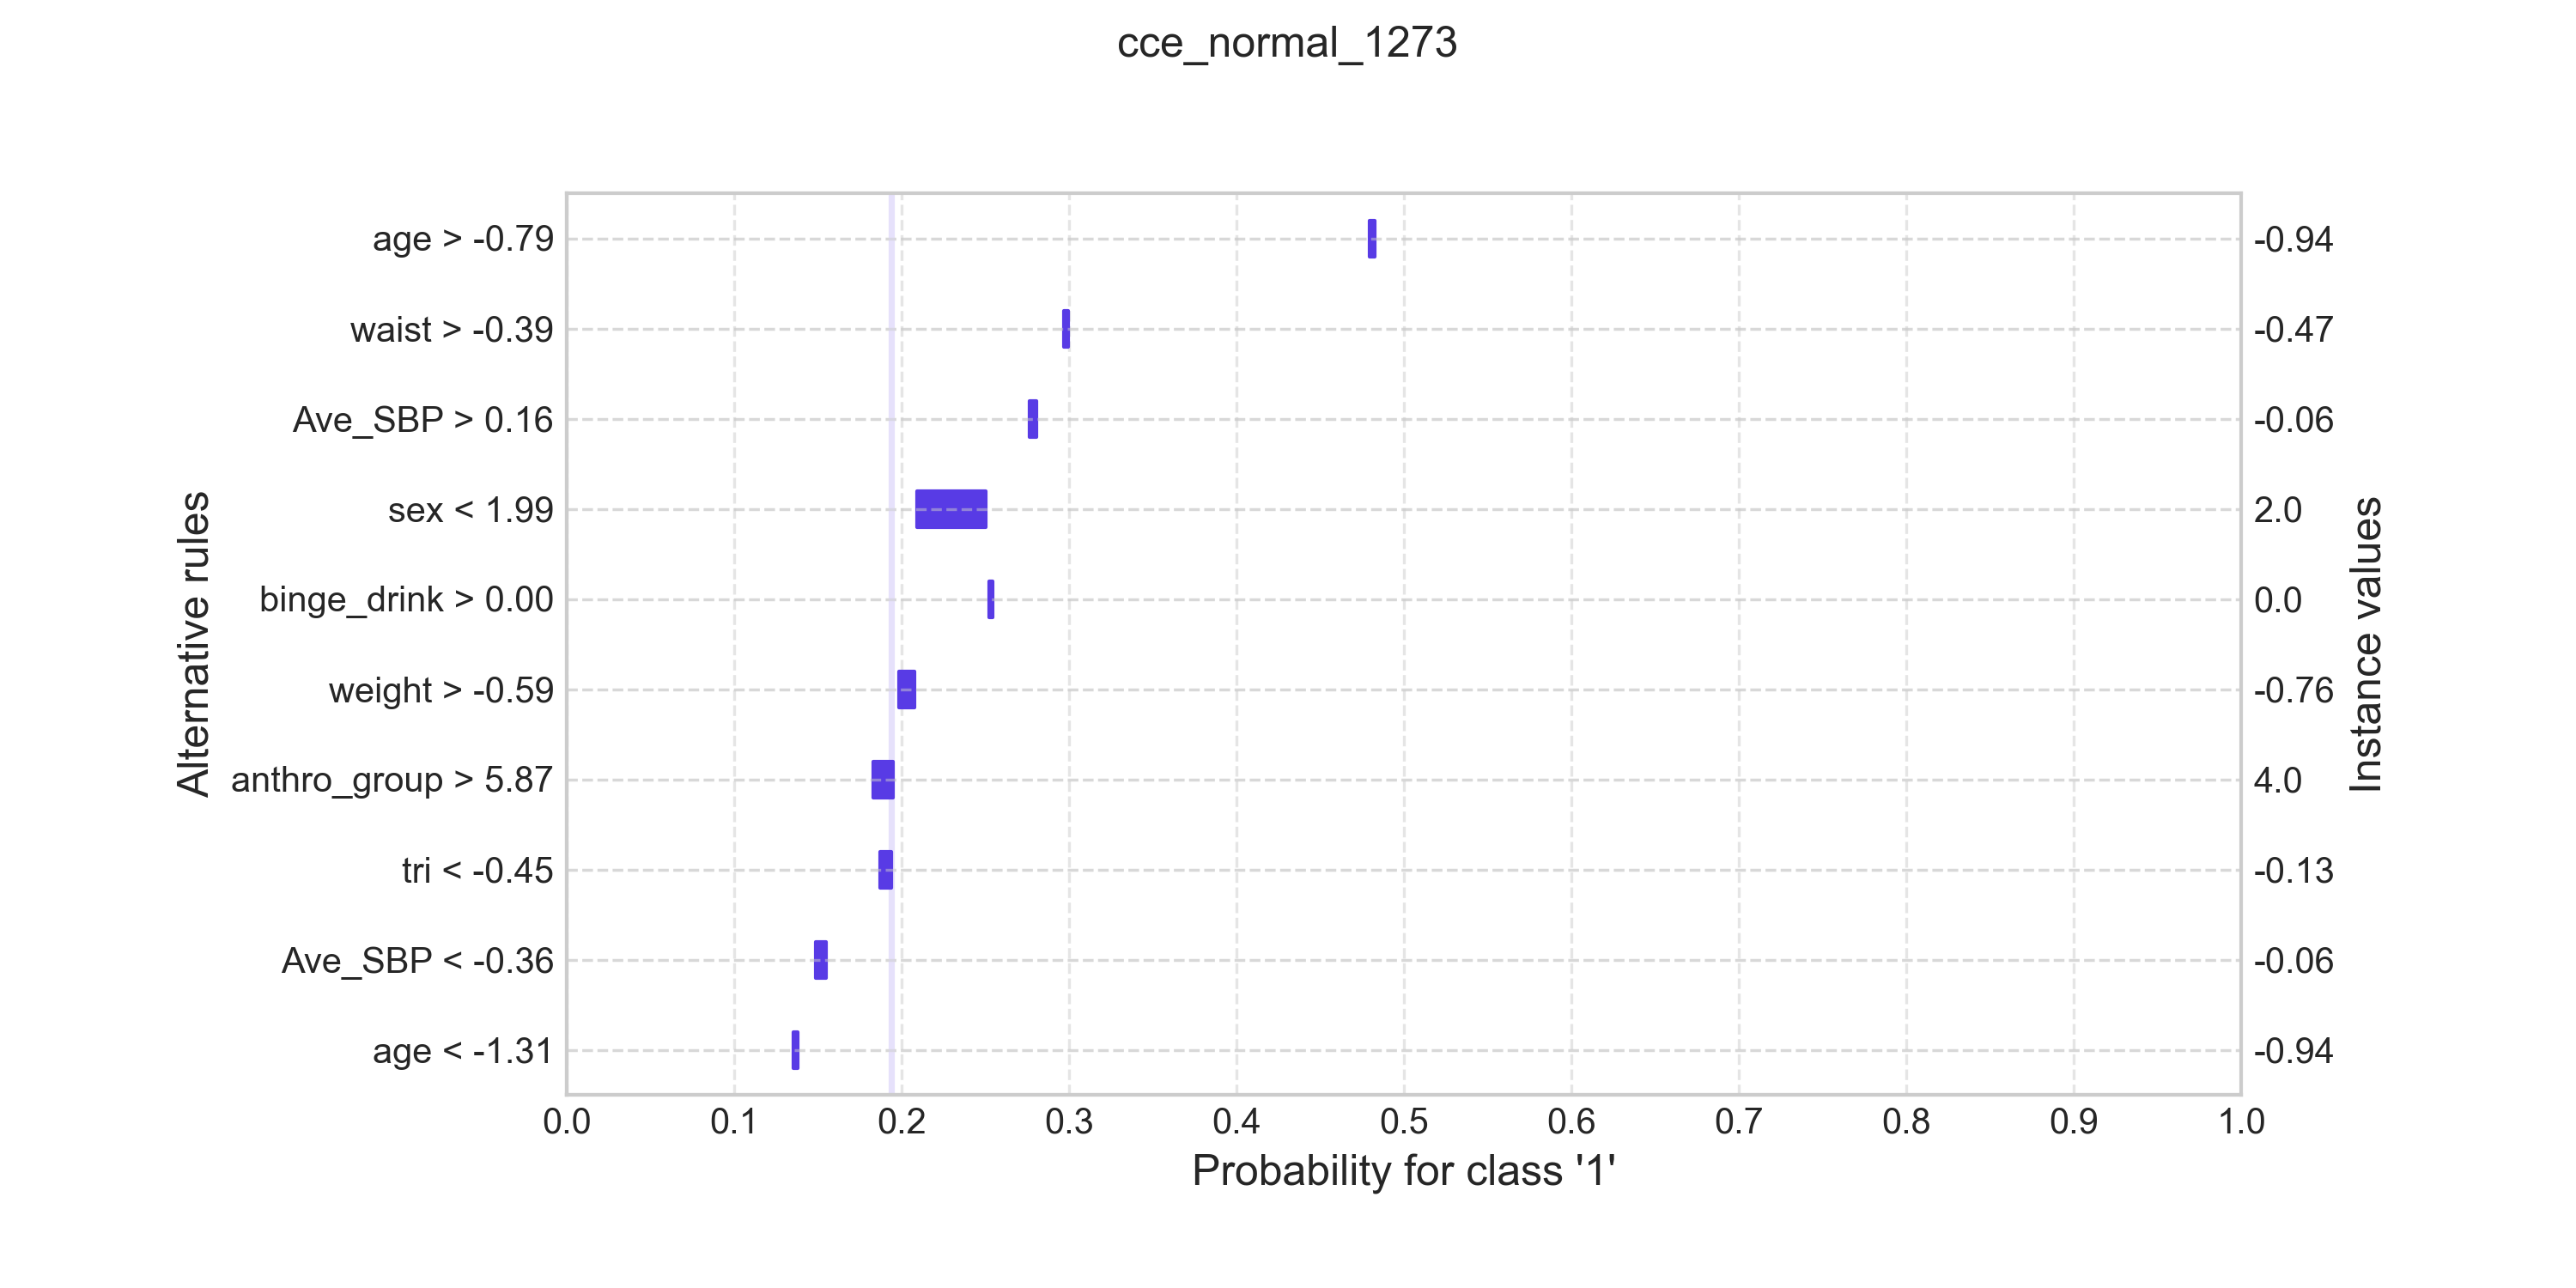 cce_normal_1273
Alternative rules
age > -0.79
-0.94
waist > -0.39
-0.47
Ave_SBP > 0.16
-0.06
sex < 1.99
2.0
binge_drink > 0.00
0.0
weight > -0.59
-0.76
anthro_group > 5.87
4.0
tri < -0.45
-0.13
Ave_SBP < -0.36
-0.06
age < -1.31
-0.94
Instance values
0.0 0.1 0.2 0.3 0.4 0.5 0.6 0.7 0.8 0.9 1.0
Probability for class '1'